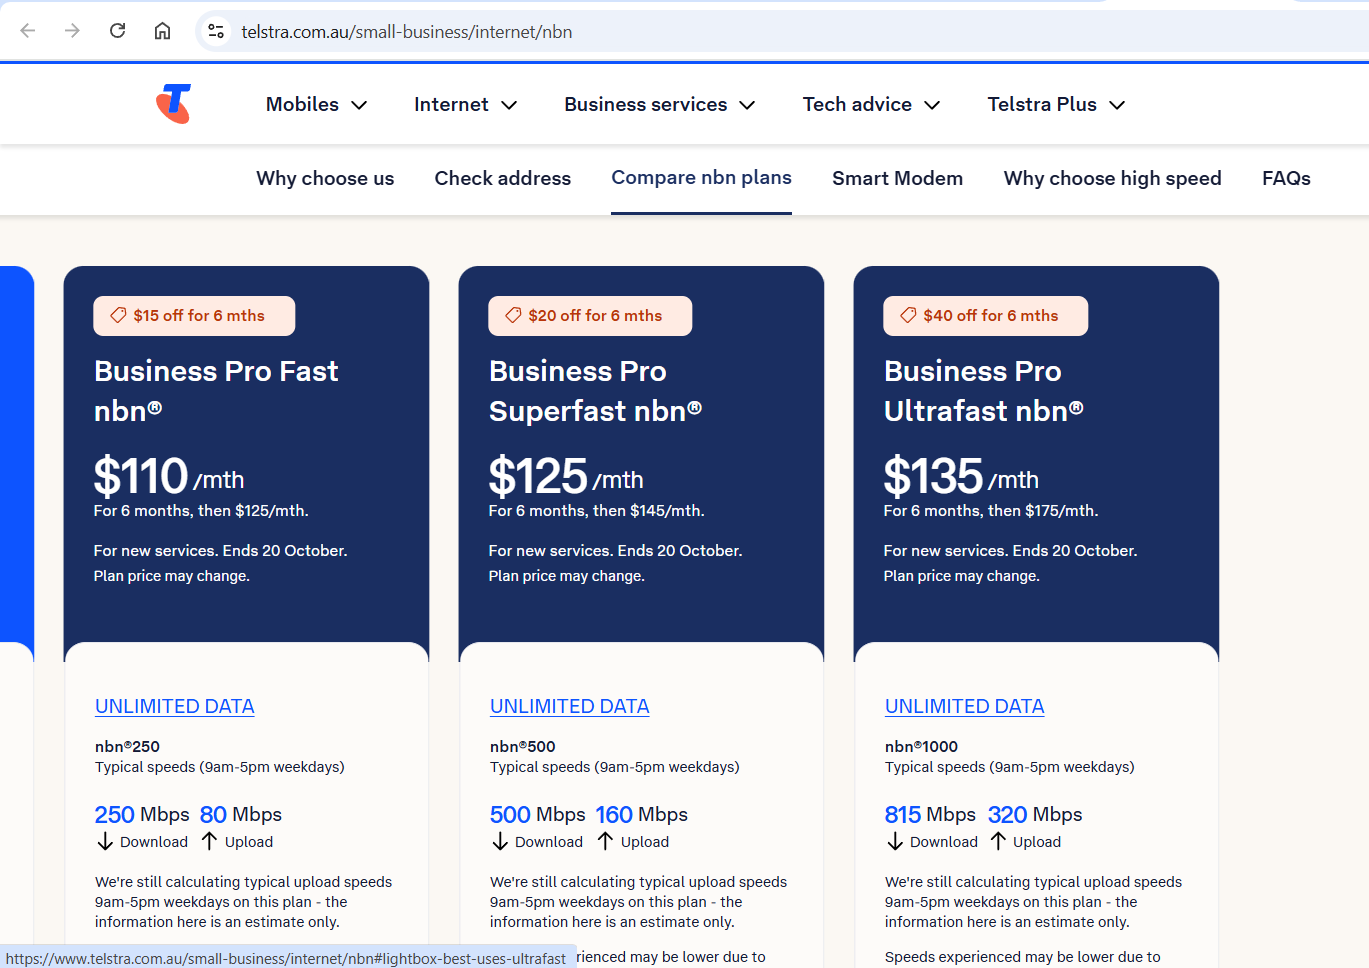 telstra.com.au/small-business/internet/nbn
T
Mobiles
Internet
Business services
Tech advice
Telstra Plus
Why choose us
Check address
Compare nbn plans
Smart Modem
Why choose high speed
FAQs
$15 off for 6 mths
Business Pro Fast
nbn®
$110 /mth
For 6 months, then $125/mth.
For new services. Ends 20 October.
Plan price may change.
UNLIMITED DATA
nbn®250
Typical speeds (9am-5pm weekdays)
250 Mbps 80 Mbps
Download Upload
We're still calculating typical upload speeds
9am-5pm weekdays on this plan - the
information here is an estimate only.
$20 off for 6 mths
Business Pro
Superfast nbn®
$125 /mth
For 6 months, then $145/mth.
For new services. Ends 20 October.
Plan price may change.
UNLIMITED DATA
nbn®500
Typical speeds (9am-5pm weekdays)
500 Mbps 160 Mbps
Download Upload
We're still calculating typical upload speeds
9am-5pm weekdays on this plan - the
information here is an estimate only.
rienced may be lower due to
$40 off for 6 mths
Business Pro
Ultrafast nbn®
$135 /mth
For 6 months, then $175/mth.
For new services. Ends 20 October.
Plan price may change.
UNLIMITED DATA
nbn®1000
Typical speeds (9am-5pm weekdays)
815 Mbps 320 Mbps
Download Upload
We're still calculating typical upload speeds
9am-5pm weekdays on this plan - the
information here is an estimate only.
Speeds experienced may be lower due to
https://www.telstra.com.au/small-business/internet/nbn#lightbox-best-uses-ultrafast